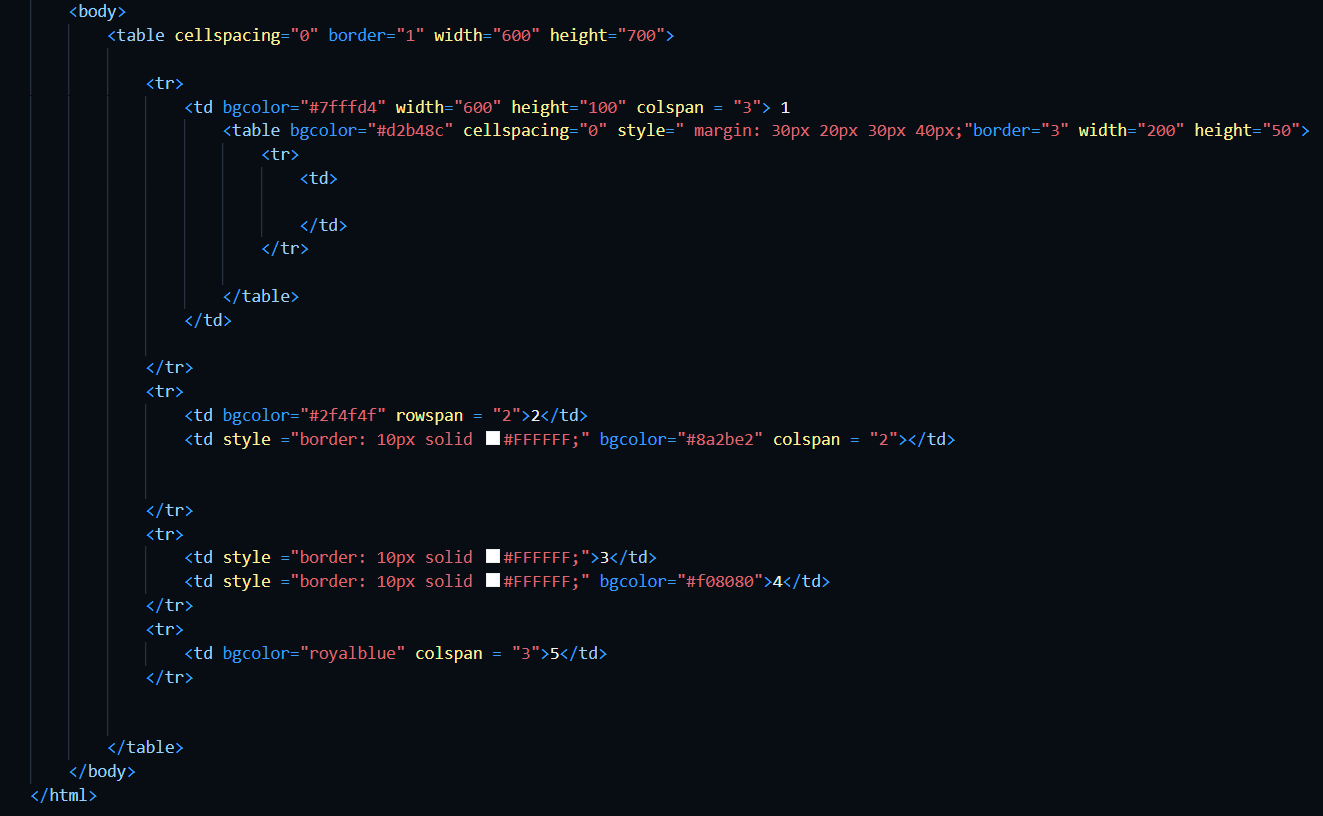 <body>
<table cellspacing="0" border="1" width="600" height="700">
<tr>
<td bgcolor="#7fffd4" width="600" height="100" colspan = "3"> 1
<table bgcolor="#d2b48c" cellspacing="0" style=" margin: 30px 20px 30px 40px;"border="3" width="200" height="50">
<tr>
<td>
</td>
</tr>
</table>
</td>
</tr>
<tr>
<td bgcolor="#2f4f4f" rowspan = "2">2</td>
<td style ="border: 10px solid #FFFFFF;" bgcolor="#8a2be2" colspan = "2"></td>
</tr>
<tr>
<td style ="border: 10px solid #FFFFFF;">3</td>
<td style ="border: 10px solid #FFFFFF;" bgcolor="#f08080">4</td>
</tr>
<tr>
<td bgcolor="royalblue" colspan = "3">5</td>
</tr>
</table>
</body>
</html>